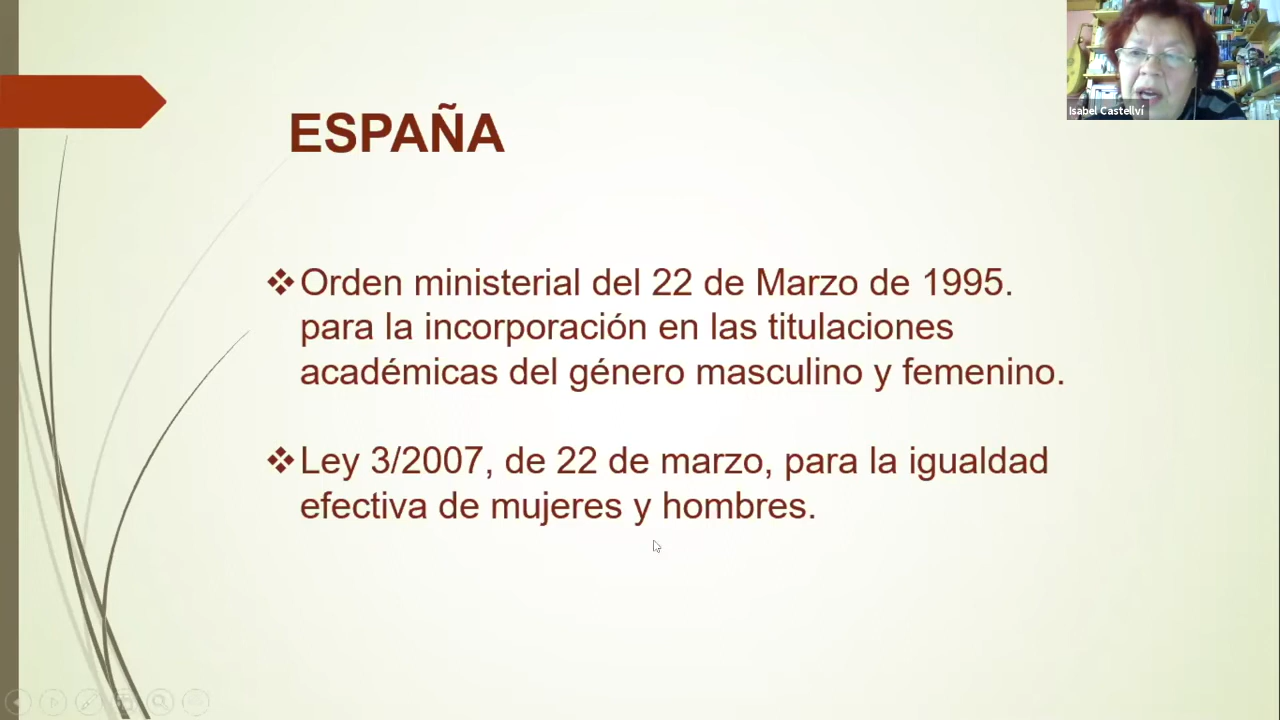 Isabel Castellví
ESPAÑA
Orden ministerial del 22 de Marzo de 1995.
para la incorporación en las titulaciones
académicas del género masculino y femenino.
Ley 3/2007, de 22 de marzo, para la igualdad
efectiva de mujeres y hombres.